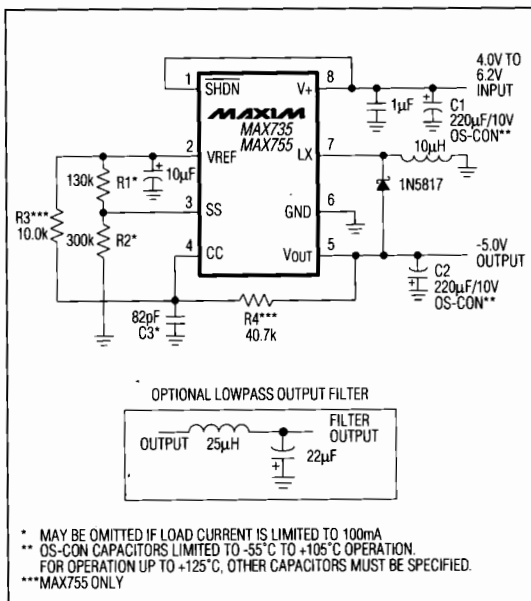 4.0V TO
6.2V
INPUT
1
SHDN
V+
8
1µF
C1
220µF/10V
OS-CON**
MAXIM
MAX735
MAX755
2
VREF
LX
7
10µH
10µF
130k
R1*
1N5817
3
SS
GND
6
R3***
10.0k
300k
R2*
4
CC
VOUT
5
-5.0V
OUTPUT
C2
220µF/10V
OS-CON**
82pF
C3*
R4***
40.7k
OPTIONAL LOWPASS OUTPUT FILTER
OUTPUT
25µH
FILTER
OUTPUT
22µF
* MAY BE OMITTED IF LOAD CURRENT IS LIMITED TO 100mA
** OS-CON CAPACITORS LIMITED TO -55°C TO +105°C OPERATION.
FOR OPERATION UP TO +125°C, OTHER CAPACITORS MUST BE SPECIFIED.
***MAX755 ONLY